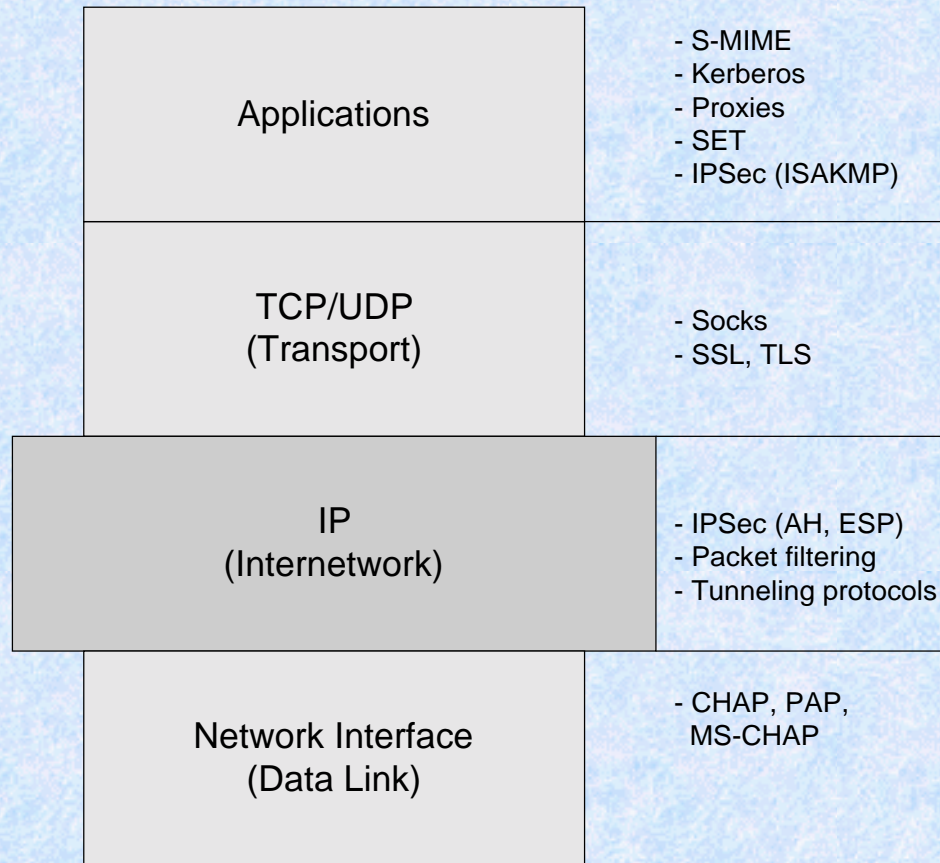 Applications
- S-MIME
- Kerberos
- Proxies
- SET
- IPSec (ISAKMP)
TCP/UDP
(Transport)
- Socks
- SSL, TLS
IP
(Internetwork)
- IPSec (AH, ESP)
- Packet filtering
- Tunneling protocols
Network Interface
(Data Link)
- CHAP, PAP,
MS-CHAP